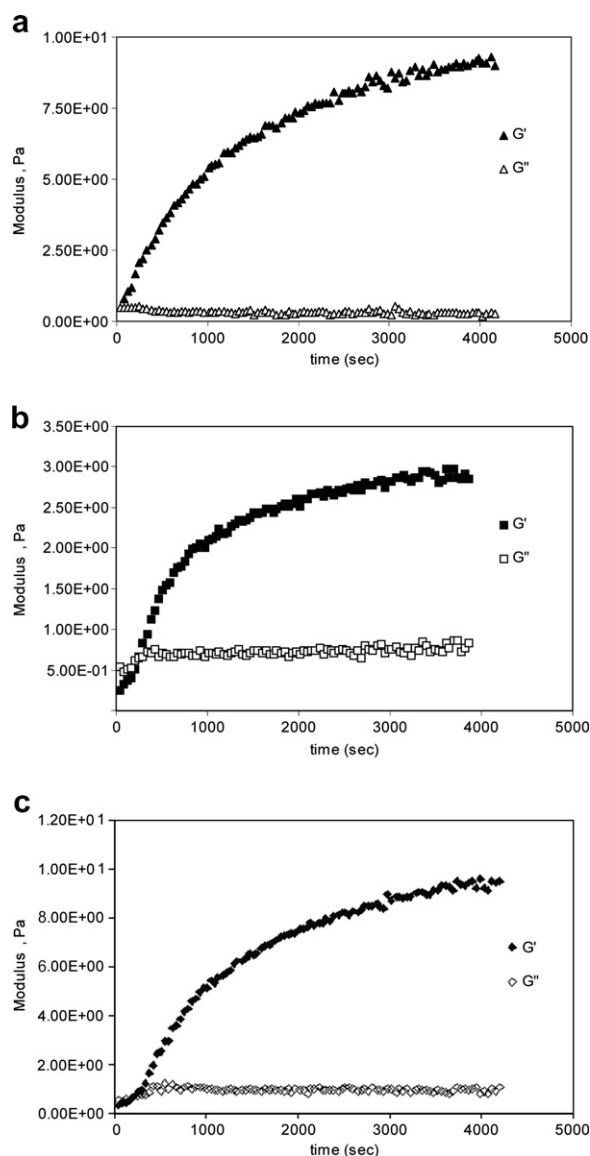 a
1.00E+01
7.50E+00
5.00E+00
2.50E+00
0.00E+00
Modulus , Pa
G'
G"
0 1000 2000 3000 4000 5000
time (sec)
b
3.50E+00
3.00E+00
2.50E+00
2.00E+00
1.50E+00
1.00E+00
5.00E-01
Modulus , Pa
G'
G"
0 1000 2000 3000 4000 5000
time (sec)
c
1.20E+01
1.00E+01
8.00E+00
6.00E+00
4.00E+00
2.00E+00
0.00E+00
Modulus , Pa
G'
G"
0 1000 2000 3000 4000 5000
time (sec)